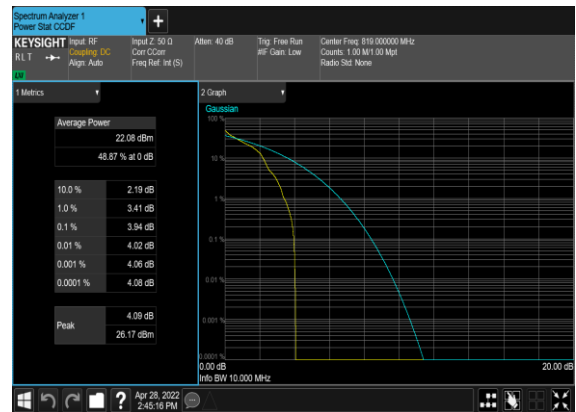 Spectrum Analyzer 1
Power Stat CCDF
+
KEYSIGHT
RLT
LXI
Input: RF
Coupling: DC
Align: Auto
Input Z: 50 Ω
Corr CCorr
Freq Ref: Int (S)
Atten: 40 dB
Trig: Free Run
#IF Gain: Low
Center Freq: 819.000000 MHz
Counts: 1.00 M/1.00 Mpt
Radio Std: None
1 Metrics
Average Power
22.08 dBm
48.87 % at 0 dB
10.0 % 2.19 dB
1.0 % 3.41 dB
0.1 % 3.94 dB
0.01 % 4.02 dB
0.001 % 4.06 dB
0.0001 % 4.08 dB
Peak
4.09 dB
26.17 dBm
2 Graph
Gaussian
100 %
10 %
1 %
0.1 %
0.01 %
0.001 %
0.0001 %
0.00 dB 20.00 dB
Info BW 10.000 MHz
?
Apr 28, 2022
2:45:16 PM